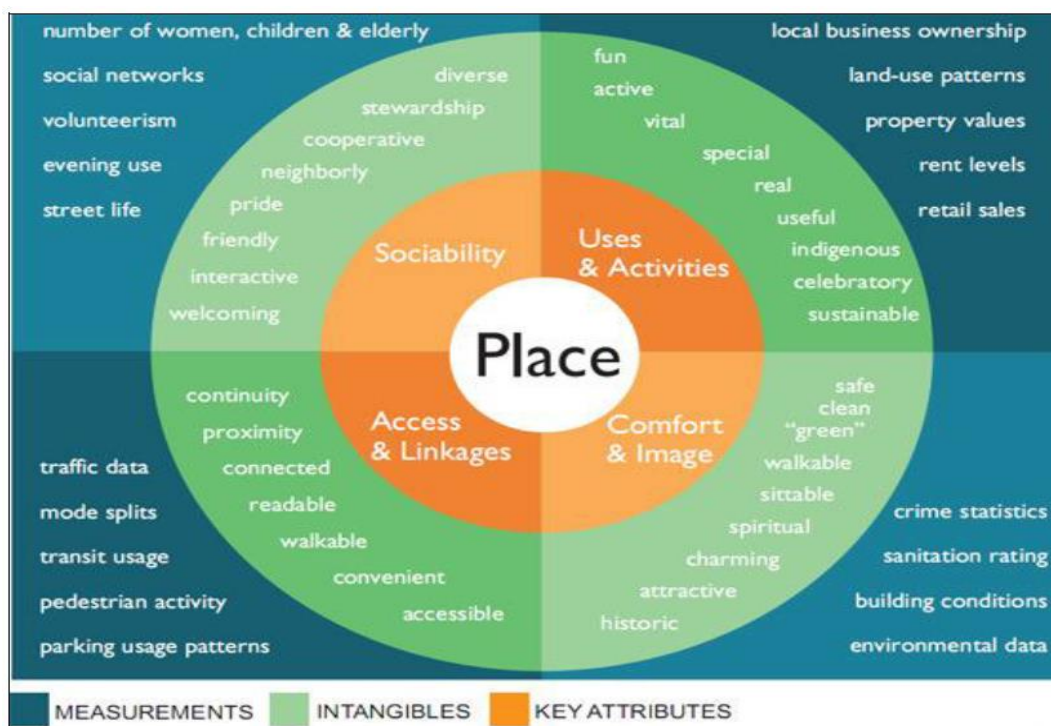 number of women, children & elderly
social networks
volunteerism
evening use
street life
diverse
stewardship
cooperative
neighborly
pride
friendly
interactive
welcoming
Sociability
fun
active
vital
special
real
useful
indigenous
celebratory
sustainable
Uses
& Activities
local business ownership
land-use patterns
property values
rent levels
retail sales
Place
continuity
proximity
connected
readable
walkable
convenient
accessible
Access
& Linkages
traffic data
mode splits
transit usage
pedestrian activity
parking usage patterns
Comfort
& Image
safe
clean
“green”
walkable
sittable
spiritual
charming
attractive
historic
crime statistics
sanitation rating
building conditions
environmental data
MEASUREMENTS
INTANGIBLES
KEY ATTRIBUTES